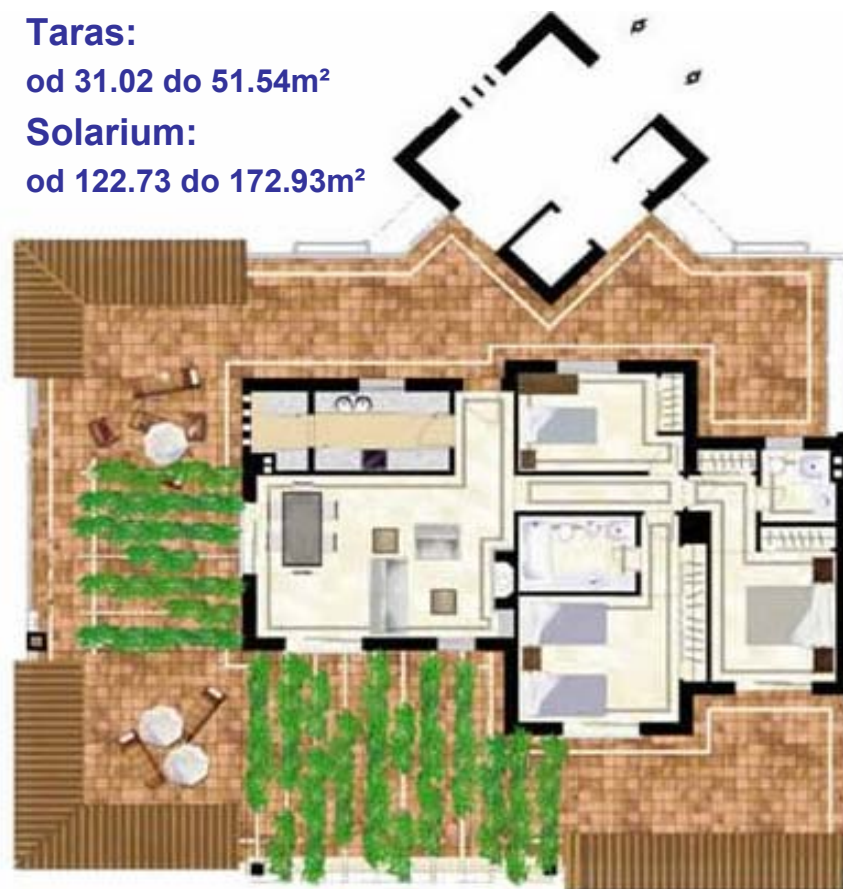 Taras:
od 31.02 do 51.54m²
Solarium:
od 122.73 do 172.93m²